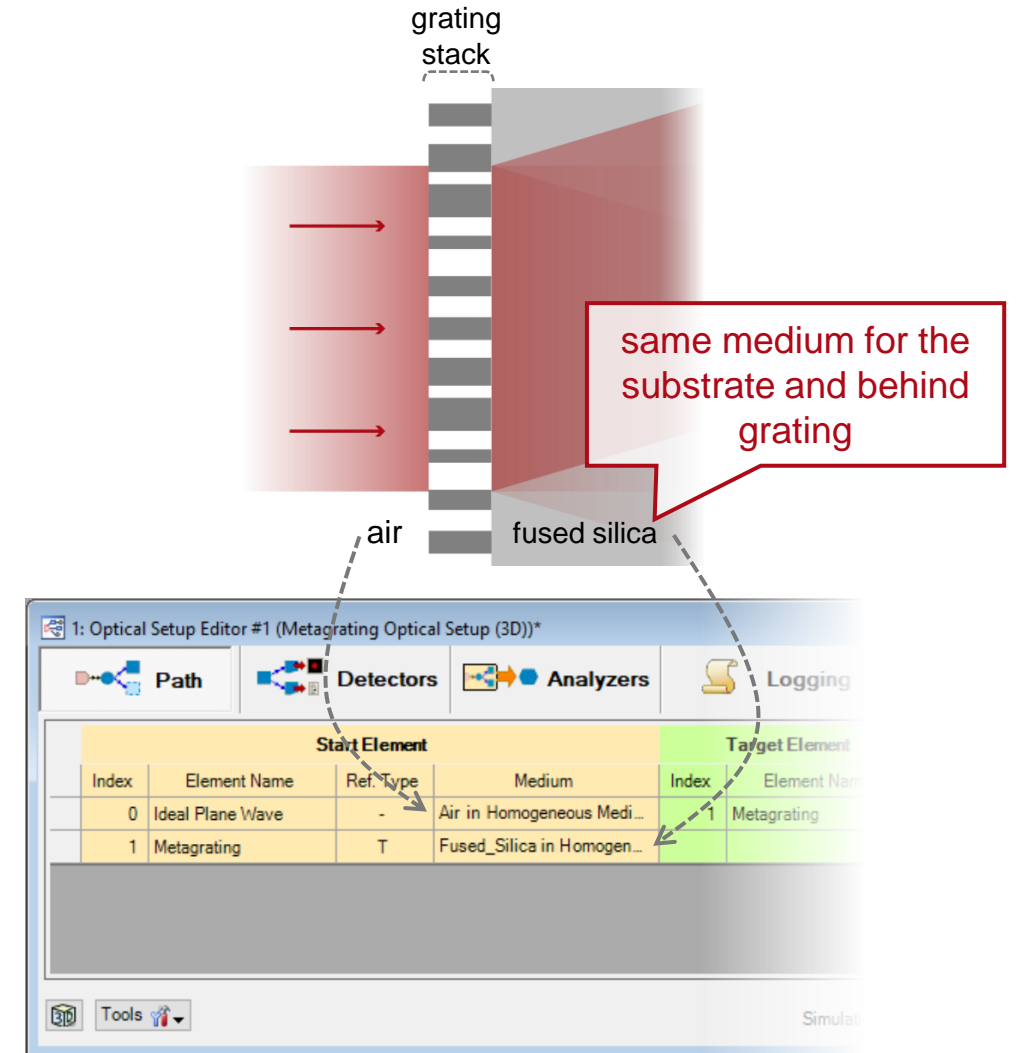 grating
stack
same medium for the
substrate and behind
grating
air
fused silica
1: Optical Setup Editor #1 (Metagrating Optical Setup (3D))*
Path Detectors Analyzers Logging
Start Element Target Element
Index Element Name Ref. Type Medium Index Element Nam
0 Ideal Plane Wave - Air in Homogeneous Medi... 1 Metagrating
1 Metagrating T Fused_Silica in Homogen...
3D Tools Simulat